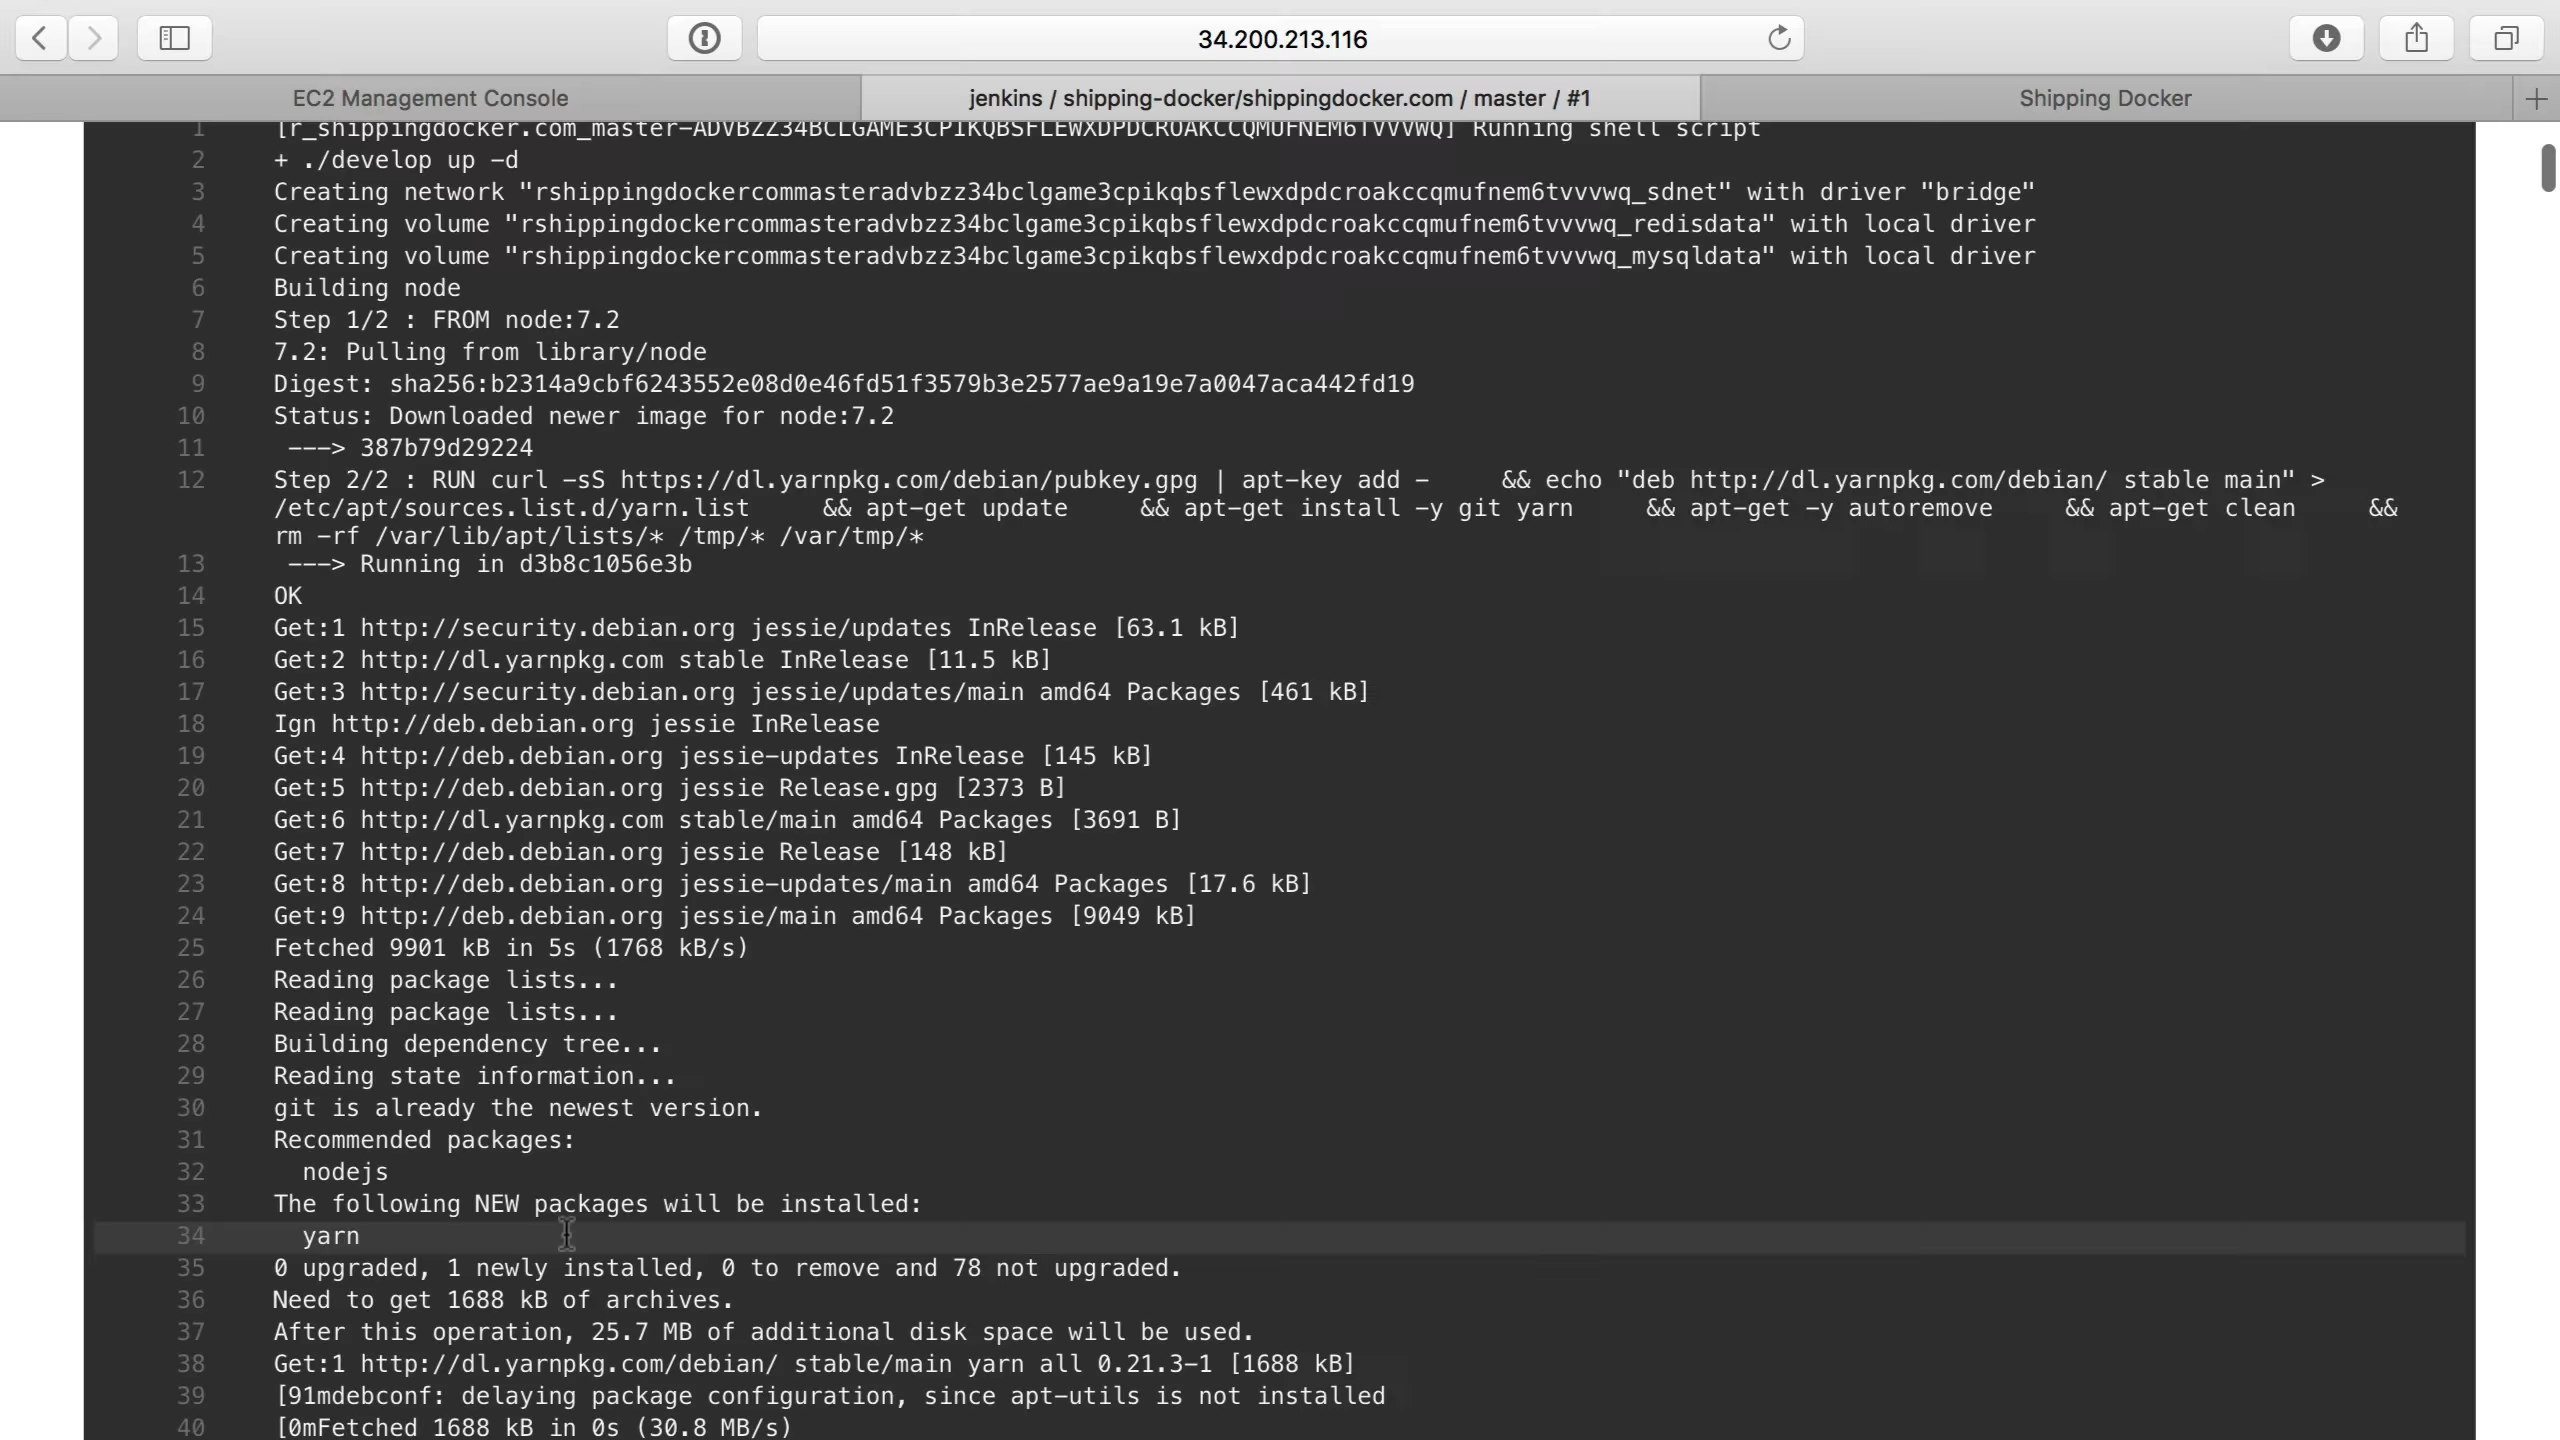 34.200.213.116
EC2 Management Console
jenkins / shipping-docker/shippingdocker.com / master / #1
Shipping Docker
1 [r_shippingdocker.com_master-ADVBZZ34BCLGAME3CPIKQBSFLEWXDPDCROAKCCQMUFNEM6TVVVWQ] Running shell script
2 + ./develop up -d
3 Creating network "rshippingdockercommasteradvbzz34bclgame3cpikqbsflewxdpdcroakccqmufnem6tvvvwq_sdnet" with driver "bridge"
4 Creating volume "rshippingdockercommasteradvbzz34bclgame3cpikqbsflewxdpdcroakccqmufnem6tvvvwq_redisdata" with local driver
5 Creating volume "rshippingdockercommasteradvbzz34bclgame3cpikqbsflewxdpdcroakccqmufnem6tvvvwq_mysqldata" with local driver
6 Building node
7 Step 1/2 : FROM node:7.2
8 7.2: Pulling from library/node
9 Digest: sha256:b2314a9cbf6243552e08d0e46fd51f3579b3e2577ae9a19e7a0047aca442fd19
10 Status: Downloaded newer image for node:7.2
11 ---> 387b79d29224
12 Step 2/2 : RUN curl -sS https://dl.yarnpkg.com/debian/pubkey.gpg | apt-key add - && echo "deb http://dl.yarnpkg.com/debian/ stable main" >
/etc/apt/sources.list.d/yarn.list && apt-get update && apt-get install -y git yarn && apt-get -y autoremove && apt-get clean &&
rm -rf /var/lib/apt/lists/* /tmp/* /var/tmp/*
13 ---> Running in d3b8c1056e3b
14 OK
15 Get:1 http://security.debian.org jessie/updates InRelease [63.1 kB]
16 Get:2 http://dl.yarnpkg.com stable InRelease [11.5 kB]
17 Get:3 http://security.debian.org jessie/updates/main amd64 Packages [461 kB]
18 Ign http://deb.debian.org jessie InRelease
19 Get:4 http://deb.debian.org jessie-updates InRelease [145 kB]
20 Get:5 http://deb.debian.org jessie Release.gpg [2373 B]
21 Get:6 http://dl.yarnpkg.com stable/main amd64 Packages [3691 B]
22 Get:7 http://deb.debian.org jessie Release [148 kB]
23 Get:8 http://deb.debian.org jessie-updates/main amd64 Packages [17.6 kB]
24 Get:9 http://deb.debian.org jessie/main amd64 Packages [9049 kB]
25 Fetched 9901 kB in 5s (1768 kB/s)
26 Reading package lists...
27 Reading package lists...
28 Building dependency tree...
29 Reading state information...
30 git is already the newest version.
31 Recommended packages:
32 nodejs
33 The following NEW packages will be installed:
34 yarn
35 0 upgraded, 1 newly installed, 0 to remove and 78 not upgraded.
36 Need to get 1688 kB of archives.
37 After this operation, 25.7 MB of additional disk space will be used.
38 Get:1 http://dl.yarnpkg.com/debian/ stable/main yarn all 0.21.3-1 [1688 kB]
39 [91mdebconf: delaying package configuration, since apt-utils is not installed
40 [0mFetched 1688 kB in 0s (30.8 MB/s)